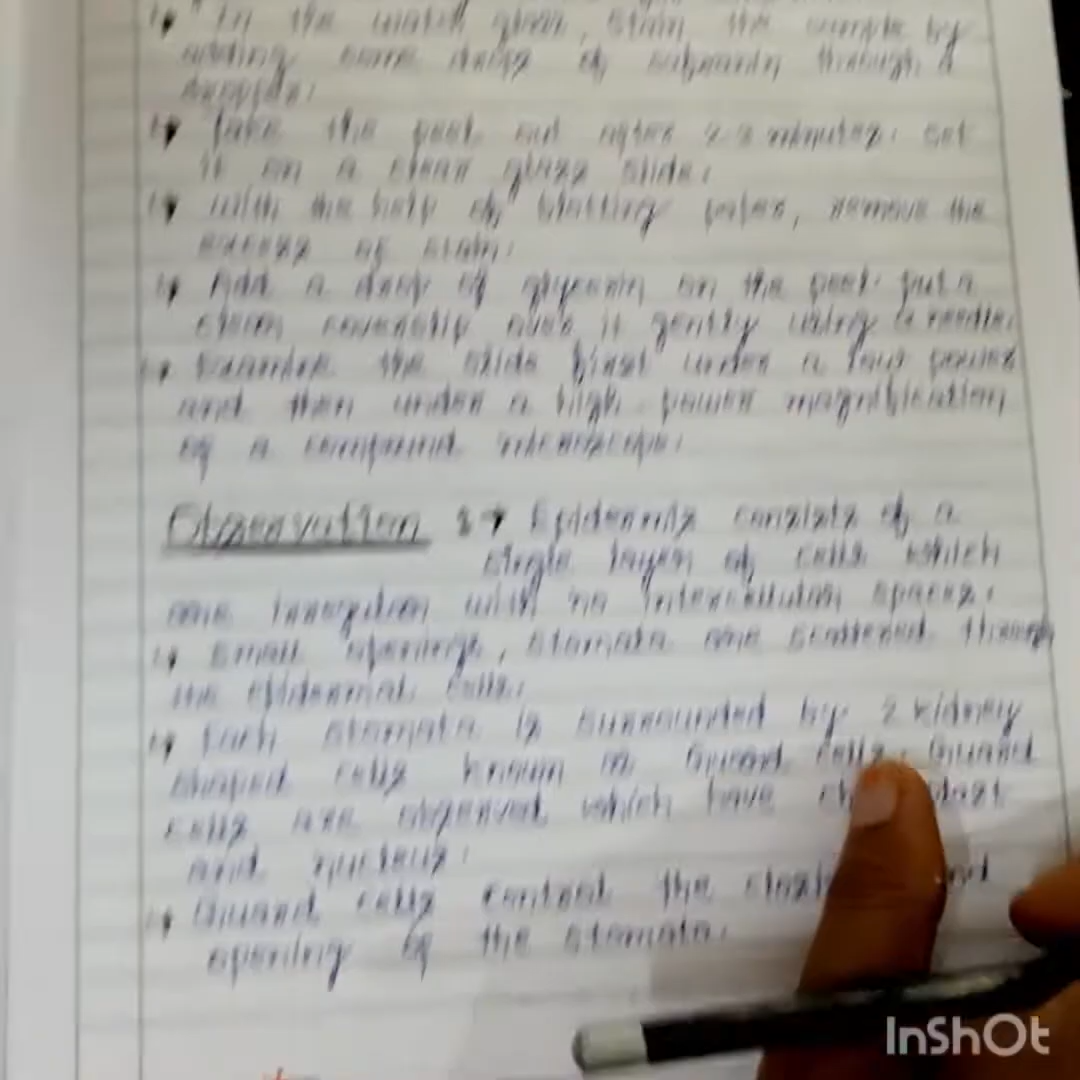 ↳ In the watch glass, stain the sample by
adding some drops of safranin through a
dropper.
↳ Take the peel out after 2-3 minutes. Set
it on a clean glass slide.
↳ With the help of blotting paper, remove the
excess of stain.
↳ Add a drop of glycerin on the peel. put a
clean coverslip over it gently using a needle.
↳ Examine the slide first under a low power
and then under a high-power magnification
of a compound microscope.
Observation :→ Epidermis consists of a
single layer of cells which
are irregular with no intercellular spaces.
↳ Small openings, stomata are scattered through
the epidermal cells.
↳ Each stomata is surrounded by 2 kidney
shaped cells known as Guard cells. Guard
cells are observed which have
and nucleus.
↳ Guard cells control the
opening of the stomata.
InShOt